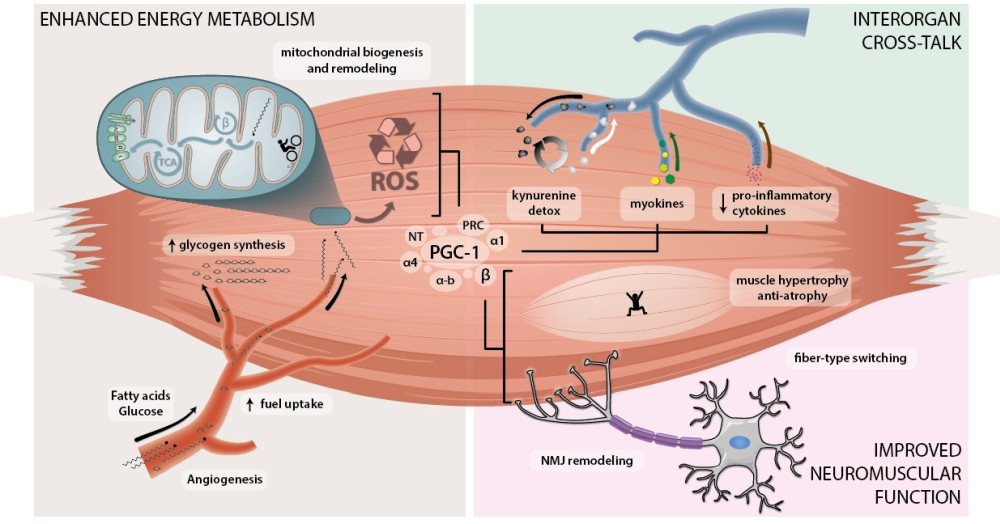 ENHANCED ENERGY METABOLISM
mitochondrial biogenesis
and remodeling
β
TCA
ROS
↑ glycogen synthesis
Fatty acids
Glucose
↑ fuel uptake
Angiogenesis
INTERORGAN
CROSS-TALK
kynurenine
detox
myokines
↓ pro-inflammatory
cytokines
PRC
NT
α1
PGC-1
α4
α-b
β
muscle hypertrophy
anti-atrophy
fiber-type switching
NMJ remodeling
IMPROVED
NEUROMUSCULAR
FUNCTION